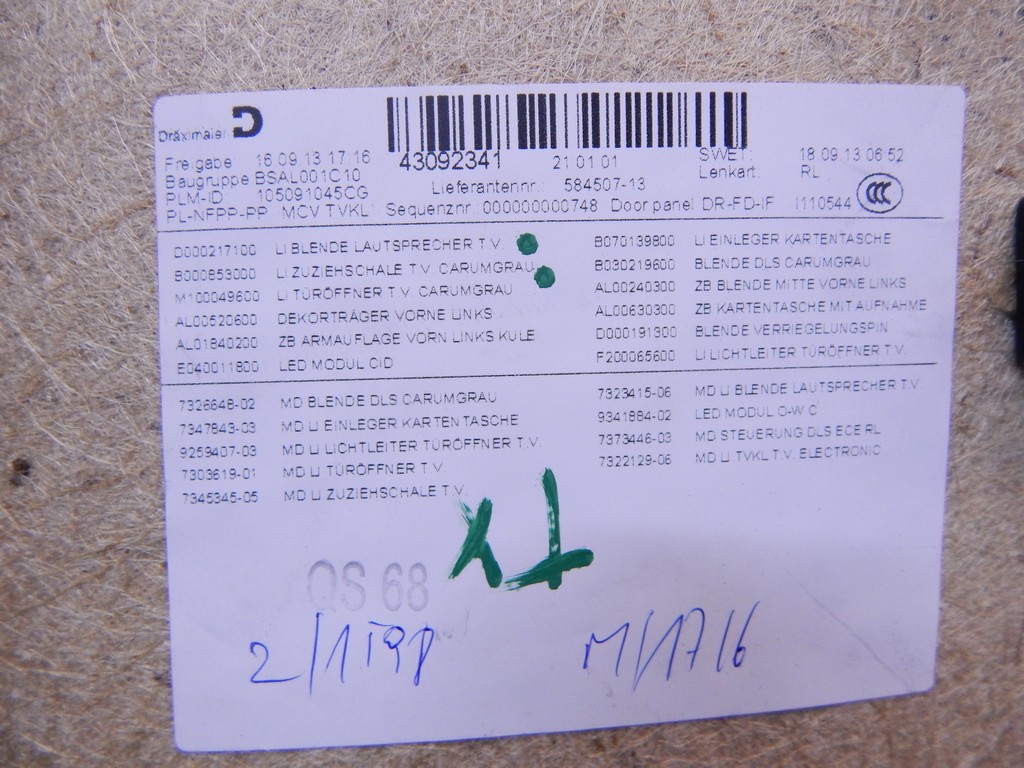 Dräxlmaier D
Freigabe 16.09.13 17:16 43092341 21 01 01 SWET: 18.09.13 06:52
Baugruppe BSAL001C10 Lieferantennr.: 584507-13 Lenkart: RL
PLM-ID 105091045CG
PL-NFPP-PP MCV TVKL Sequenznr. 000000000748 Doorpanel DR-FD-IF I110544 CCC
D000217100 LI BLENDE LAUTSPRECHER T.V. B070139800 LI EINLEGER KARTENTASCHE
B000853000 LI ZUZIEHSCHALE T.V. CARUMGRAU B030219600 BLENDE DLS CARUMGRAU
M100049600 LI TÜRÖFFNER T.V. CARUMGRAU AL00240300 ZB BLENDE MITTE VORNE LINKS
AL00520600 DEKORTRÄGER VORNE LINKS AL00630300 ZB KARTENTASCHE MIT AUFNAHME
AL01840200 ZB ARMAUFLAGE VORN LINKS KULE D000191300 BLENDE VERRIEGELUNGSPIN
E040011800 LED MODUL CID F200065600 LI LICHTLEITER TÜRÖFFNER T.V.
7326648-02 MD BLENDE DLS CARUMGRAU 7323415-06 MD LI BLENDE LAUTSPRECHER T.V.
7347843-03 MD LI EINLEGER KARTENTASCHE 9341884-02 LED MODUL O-W C
9259407-03 MD LI LICHTLEITER TÜRÖFFNER T.V. 7373446-03 MD STEUERUNG DLS ECE RL
7303619-01 MD LI TÜRÖFFNER T.V. 7322129-06 MD LI TVKL T.V. ELECTRONIC
7345345-05 MD LI ZUZIEHSCHALE T.V.
QS 68
M/17/6